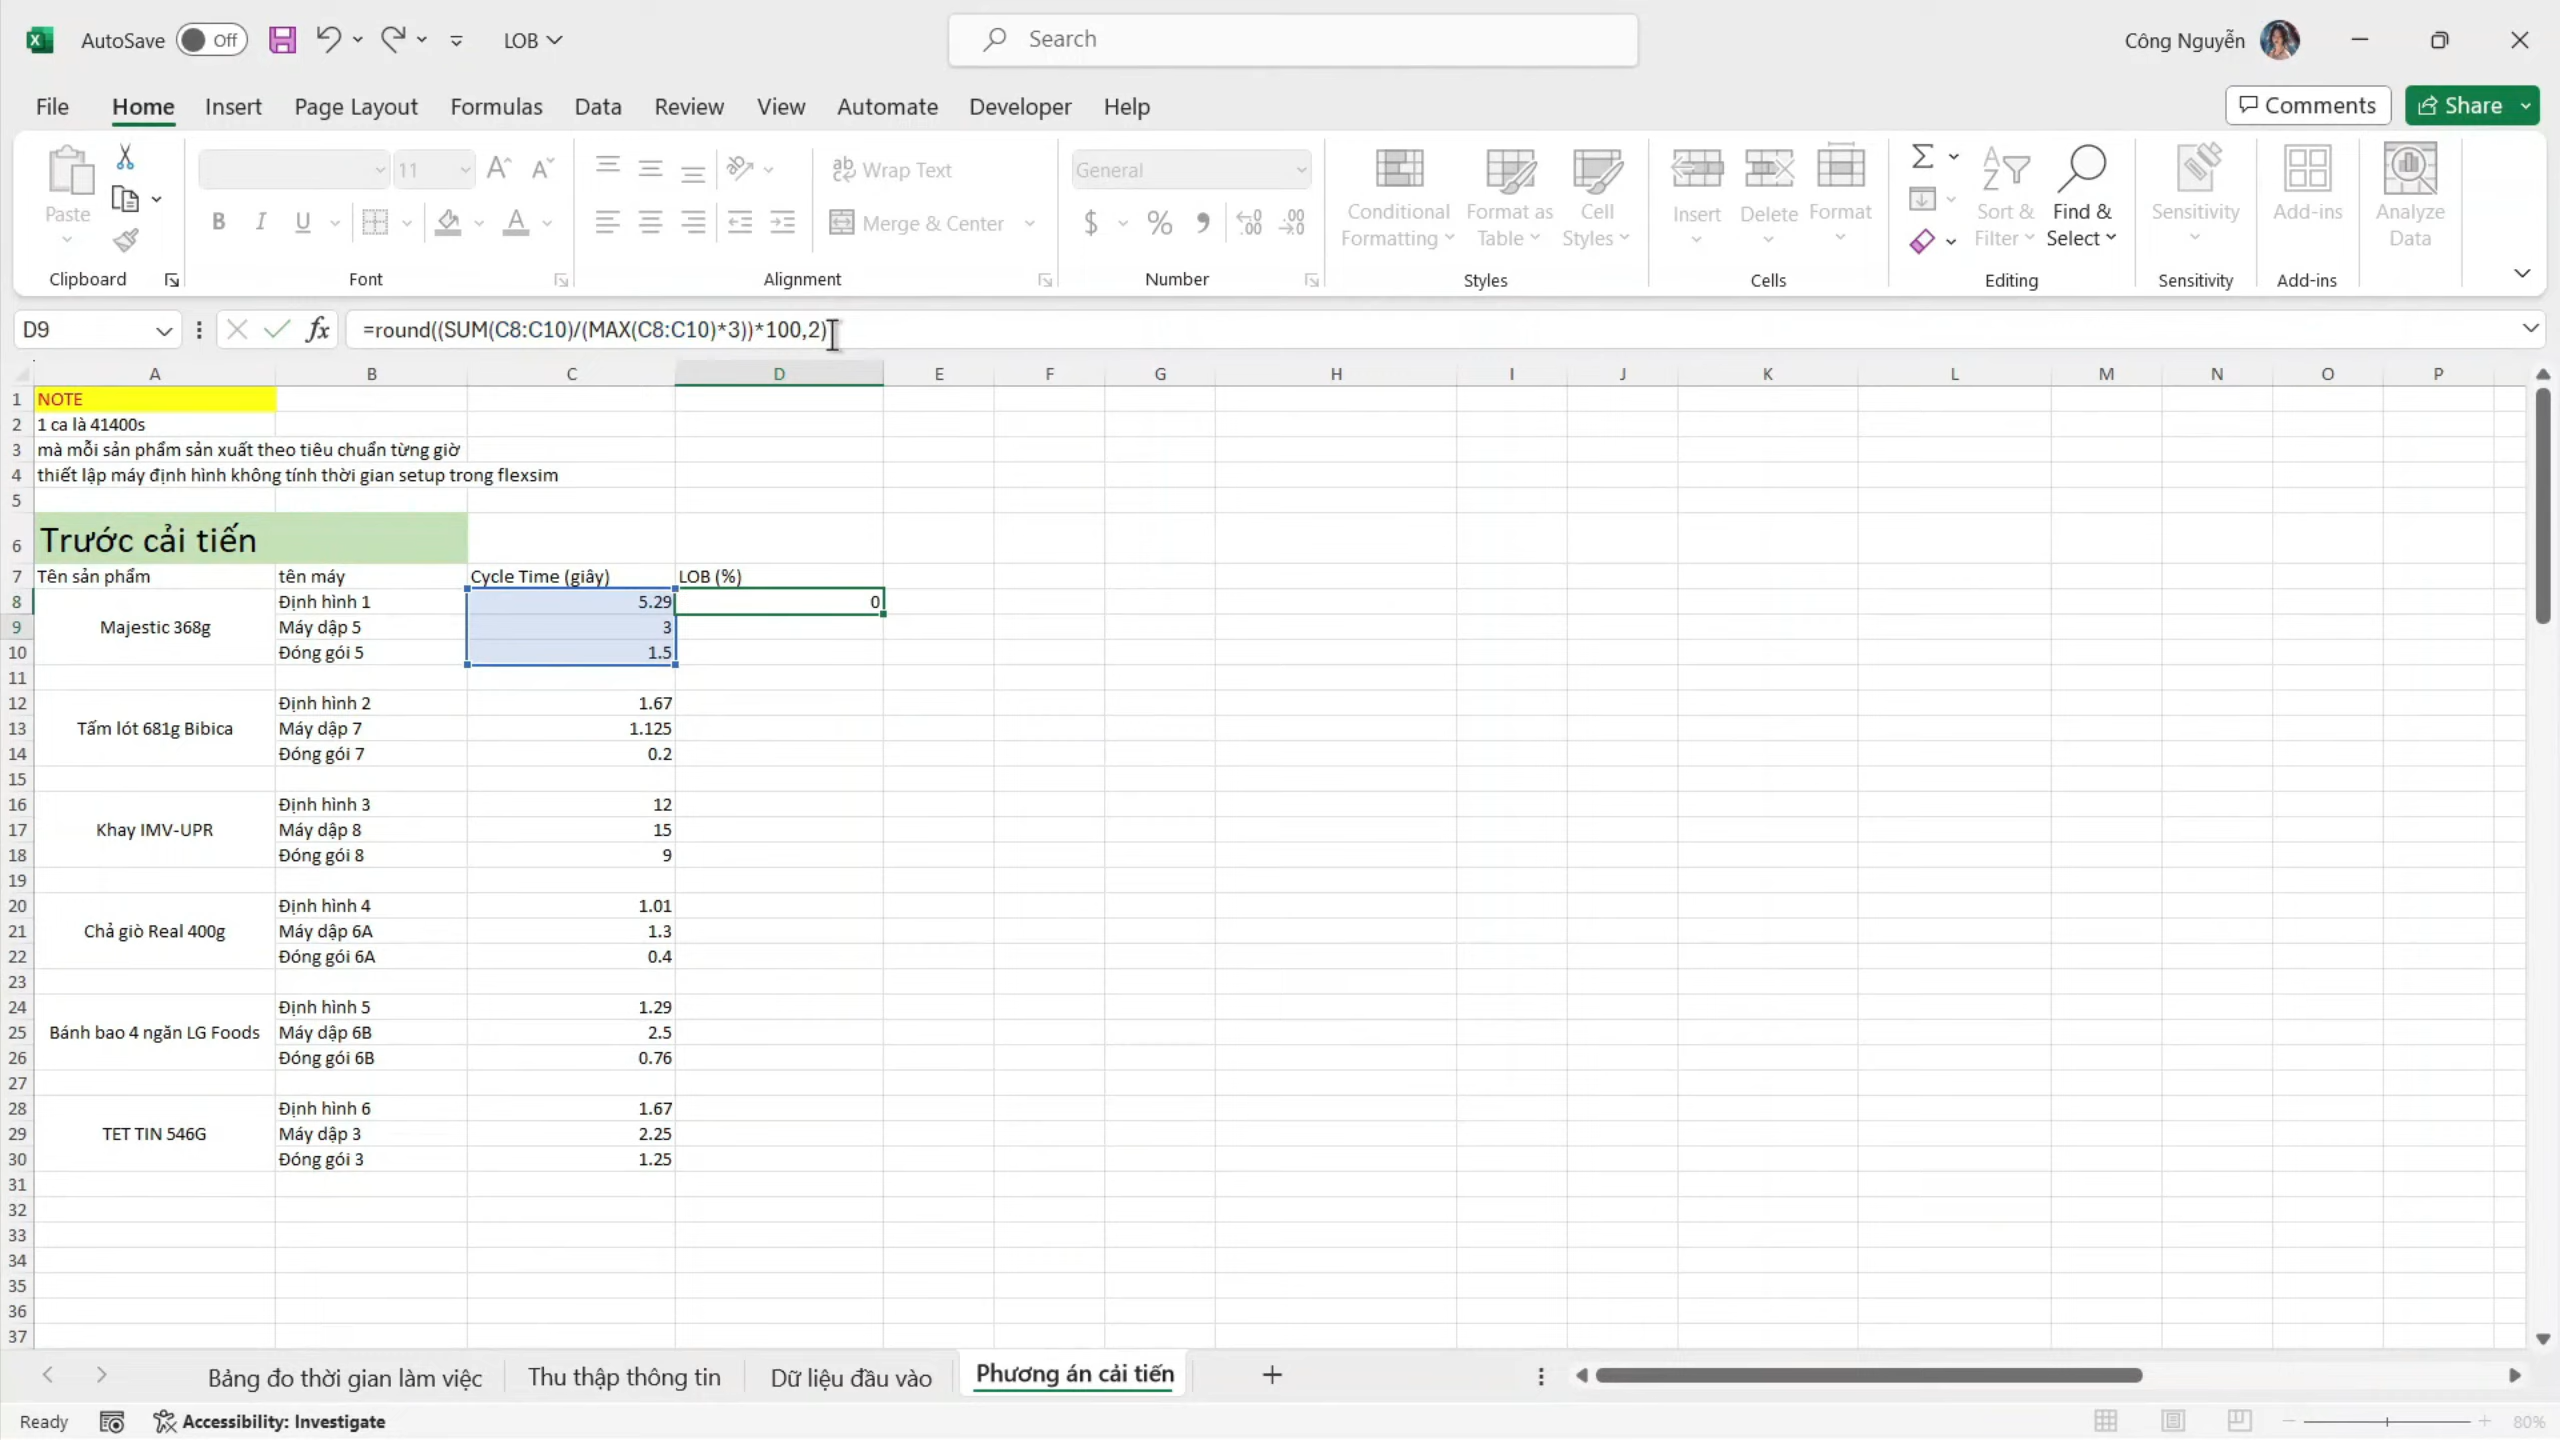 AutoSave Off LOB Search Công Nguyễn
File Home Insert Page Layout Formulas Data Review View Automate Developer Help Comments Share
Paste 11 Wrap Text General Conditional Formatting Format as Table Cell Styles Insert Delete Format Sort & Filter Find & Select Sensitivity Add-ins Analyze Data
B I U A Merge & Center $ %
Clipboard Font Alignment Number Styles Cells Editing Sensitivity Add-ins
D9 fx =round((SUM(C8:C10)/(MAX(C8:C10)*3))*100,2)
A B C D E F G H I J K L M N O P
1 NOTE
2 1 ca là 41400s
3 mà mỗi sản phẩm sản xuất theo tiêu chuẩn từng giờ
4 thiết lập máy định hình không tính thời gian setup trong flexsim
5
6 Trước cải tiến
7 Tên sản phẩm tên máy Cycle Time (giây) LOB (%)
8 Định hình 1 5.29 0
9 Majestic 368g Máy dập 5 3
10 Đóng gói 5 1.5
11
12 Định hình 2 1.67
13 Tấm lót 681g Bibica Máy dập 7 1.125
14 Đóng gói 7 0.2
15
16 Định hình 3 12
17 Khay IMV-UPR Máy dập 8 15
18 Đóng gói 8 9
19
20 Định hình 4 1.01
21 Chả giò Real 400g Máy dập 6A 1.3
22 Đóng gói 6A 0.4
23
24 Định hình 5 1.29
25 Bánh bao 4 ngăn LG Foods Máy dập 6B 2.5
26 Đóng gói 6B 0.76
27
28 Định hình 6 1.67
29 TET TIN 546G Máy dập 3 2.25
30 Đóng gói 3 1.25
31
32
33
34
35
36
37
Bảng đo thời gian làm việc Thu thập thông tin Dữ liệu đầu vào Phương án cải tiến
Ready Accessibility: Investigate 80%